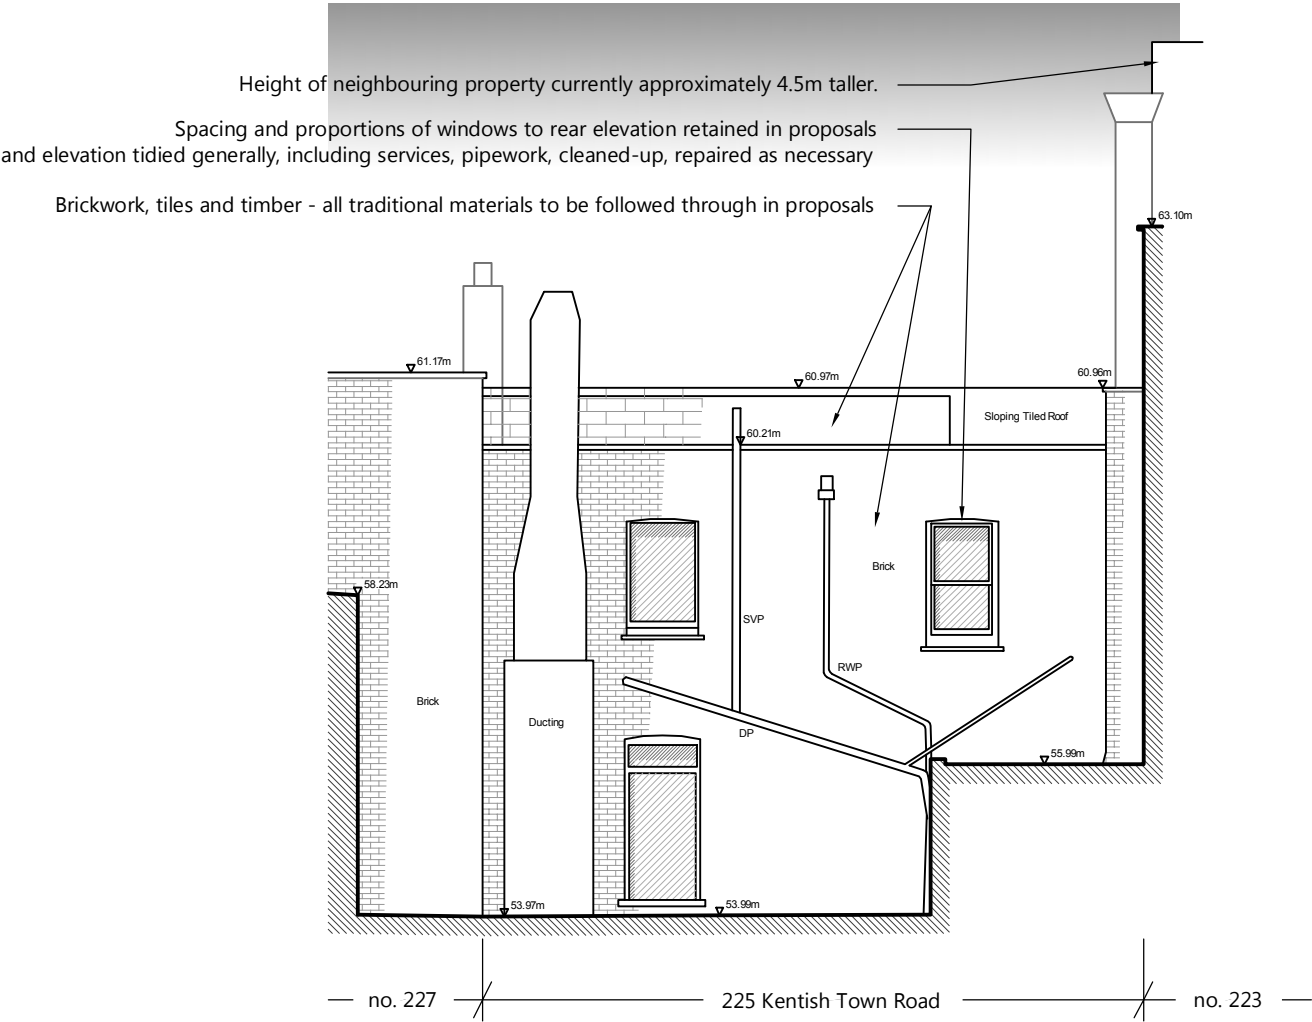 Height of neighbouring property currently approximately 4.5m taller.
Spacing and proportions of windows to rear elevation retained in proposals
and elevation tidied generally, including services, pipework, cleaned-up, repaired as necessary
Brickwork, tiles and timber - all traditional materials to be followed through in proposals
63.10m
61.17m
60.97m
60.96m
Sloping Tiled Roof
60.21m
Brick
58.23m
SVP
RWP
Brick
Ducting
DP
55.99m
53.97m
53.99m
no. 227
225 Kentish Town Road
no. 223